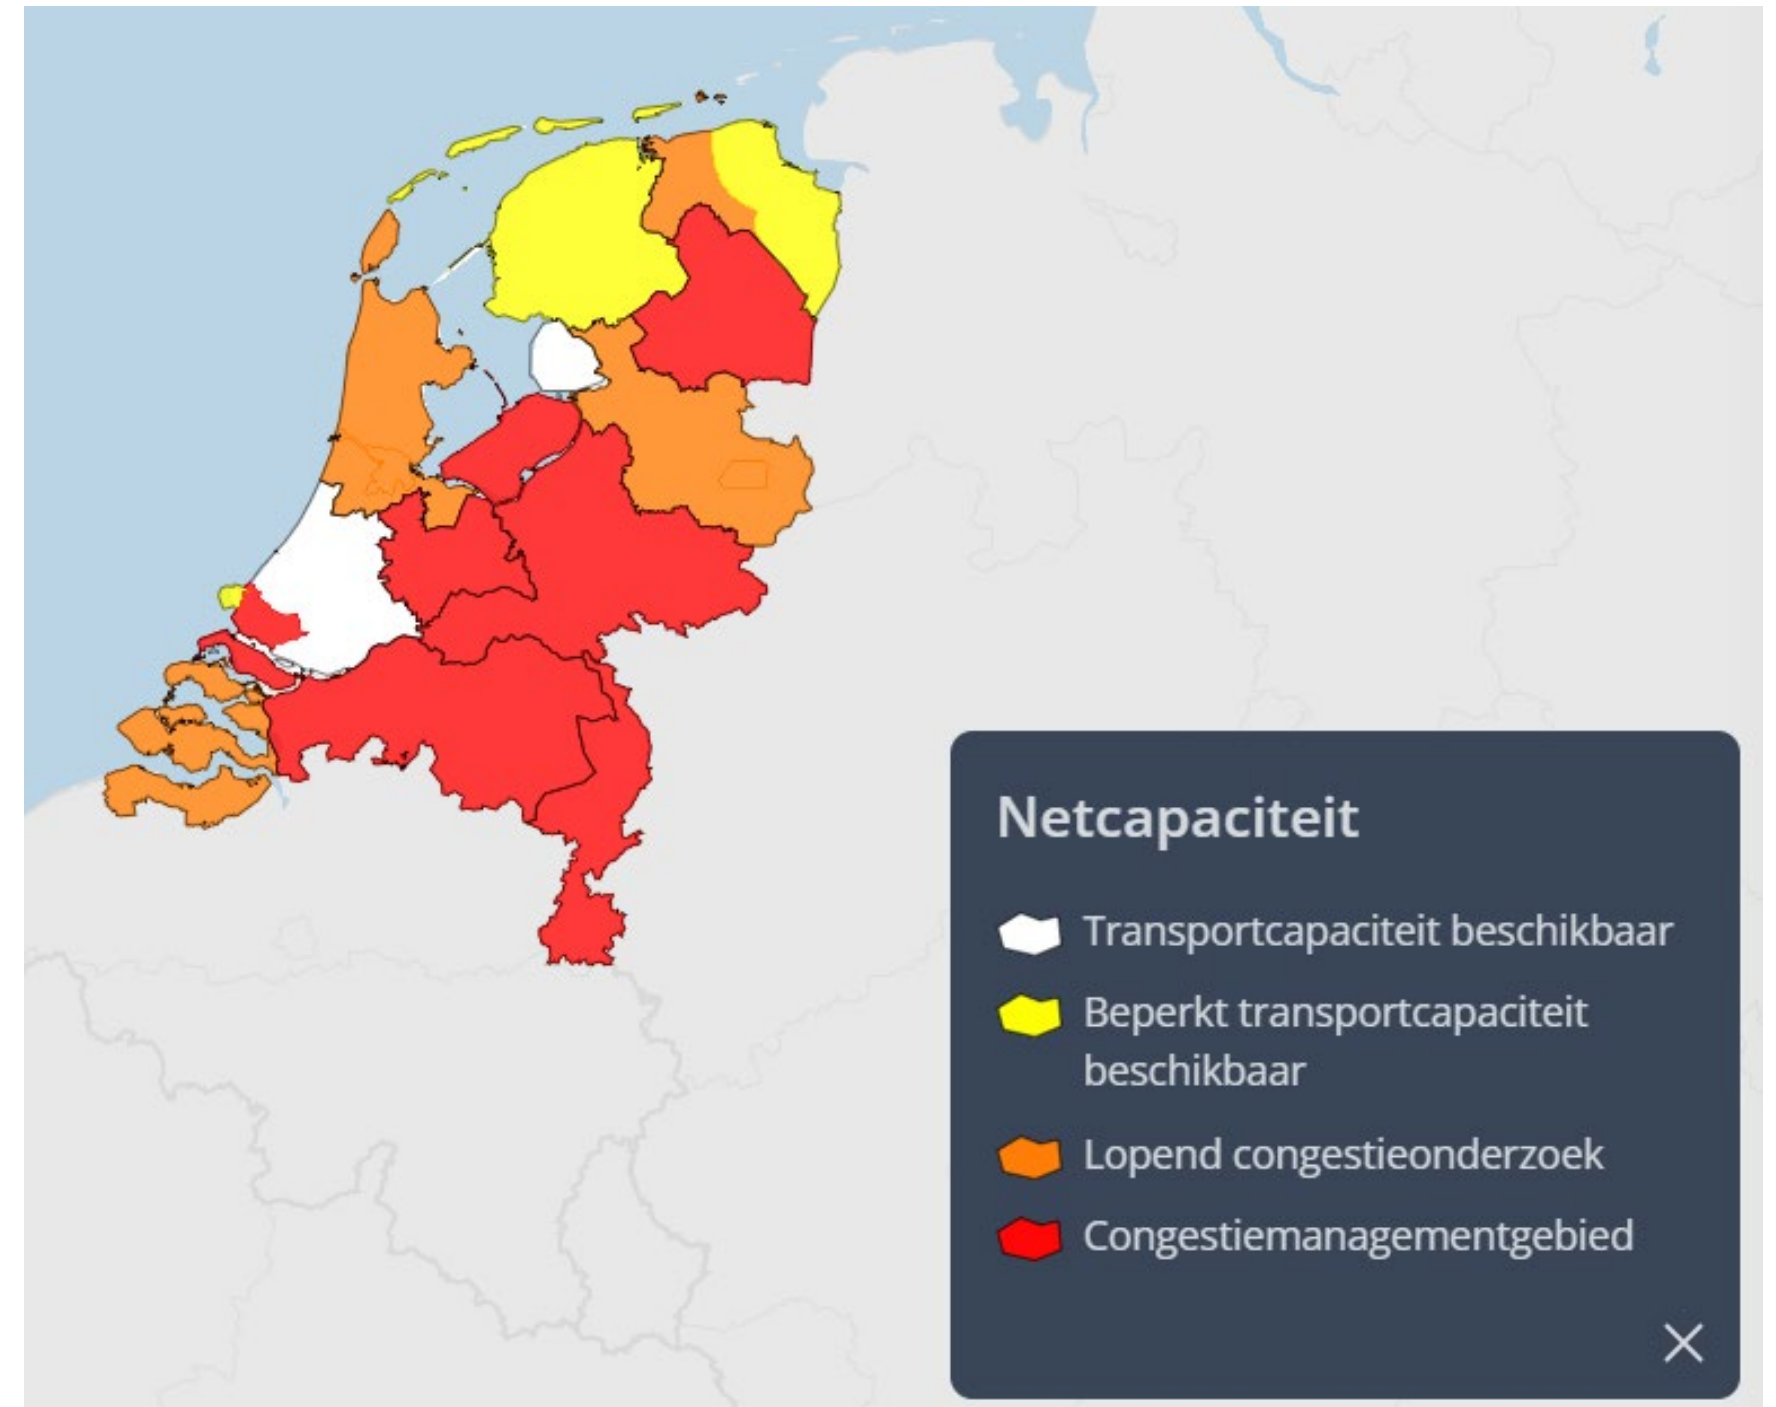 Netcapaciteit
Transportcapaciteit beschikbaar
Beperkt transportcapaciteit
beschikbaar
Lopend congestieonderzoek
Congestiemanagementgebied